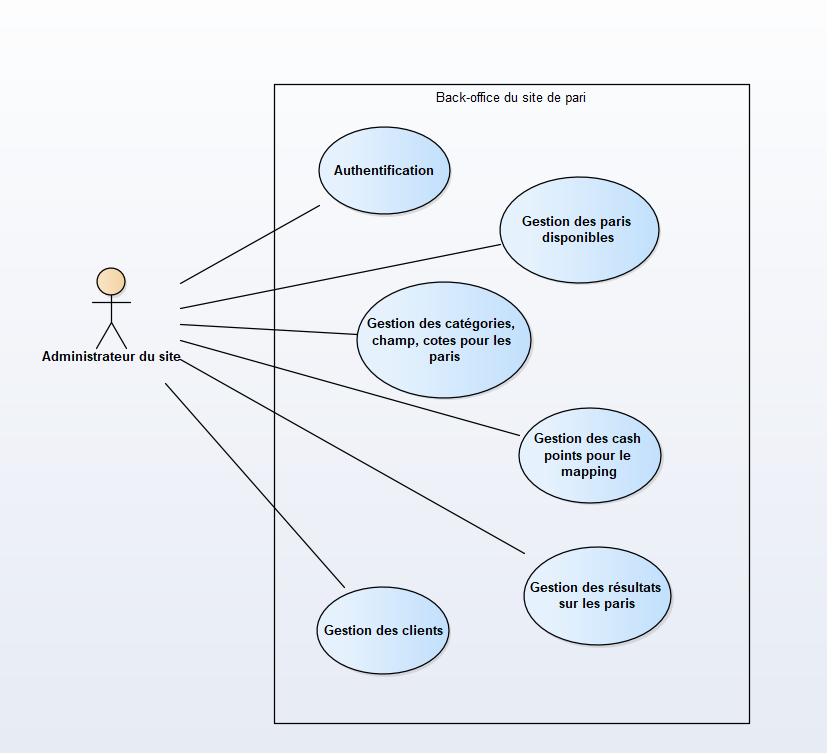 Back-office du site de pari
Authentification
Gestion des paris
disponibles
Gestion des catégories,
champ, cotes pour les
paris
Administrateur du site
Gestion des cash
points pour le
mapping
Gestion des résultats
sur les paris
Gestion des clients